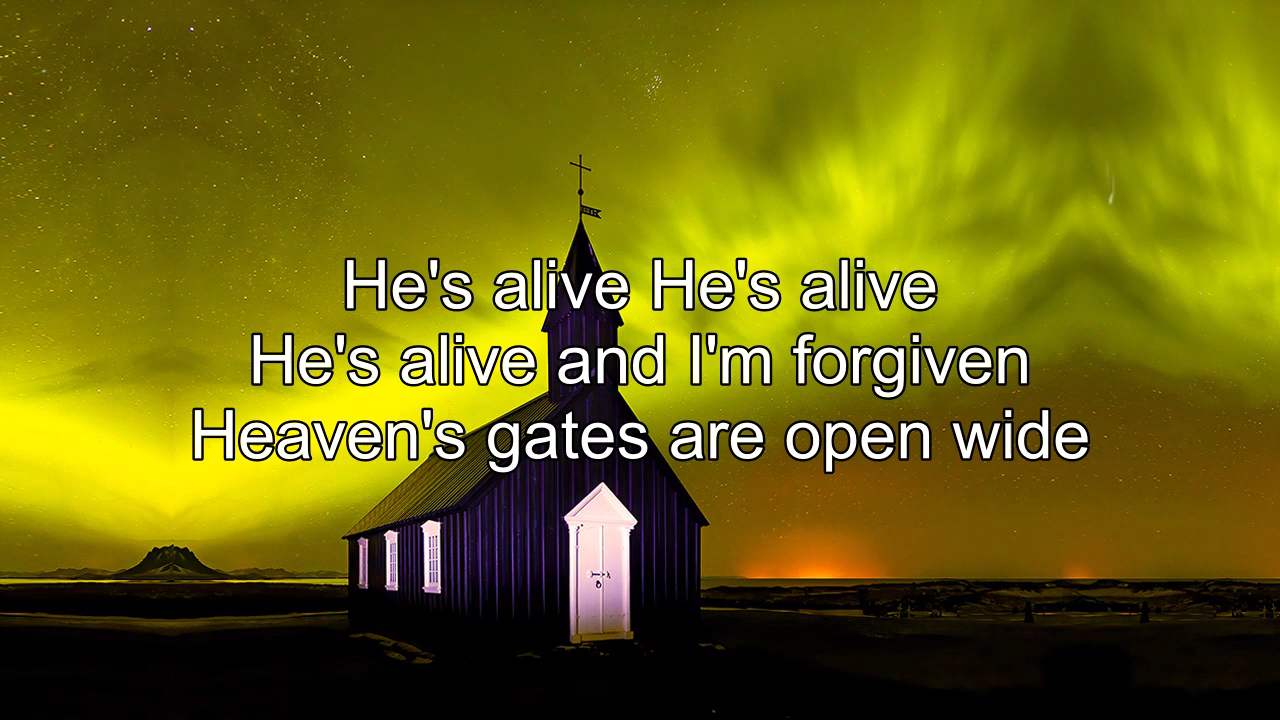 He's alive He's alive
He's alive and I'm forgiven
Heaven's gates are open wide